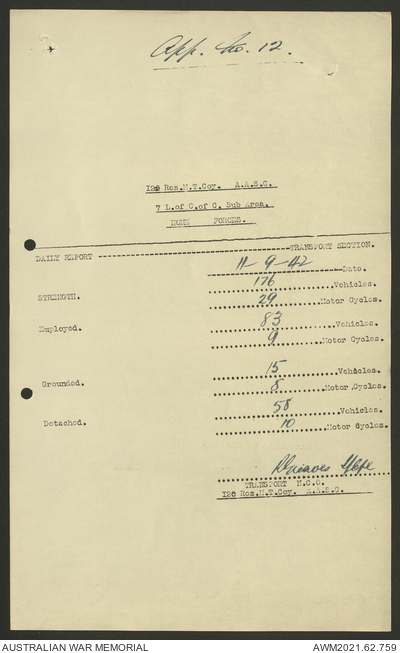 App. No. 12.
129 Res.M.T.Coy. A.A.S.C.
7 L.of C.of C. Sub Area.
HOME FORCES.
DAILY REPORT --------------------TRANSPORT SECTION.
11-9-42 Date.
STRENGTH. 176 Vehicles.
29 Motor Cycles.
Employed. 83 Vehicles.
9 Motor Cycles.
Grounded. 15 Vehicles.
8 Motor Cycles.
Detached. 58 Vehicles.
10 Motor Cycles.
TRANSPORT N.C.O.
Res.M.T.Coy. A.A.S.C.
AUSTRALIAN WAR MEMORIAL
AWM2021.62.759